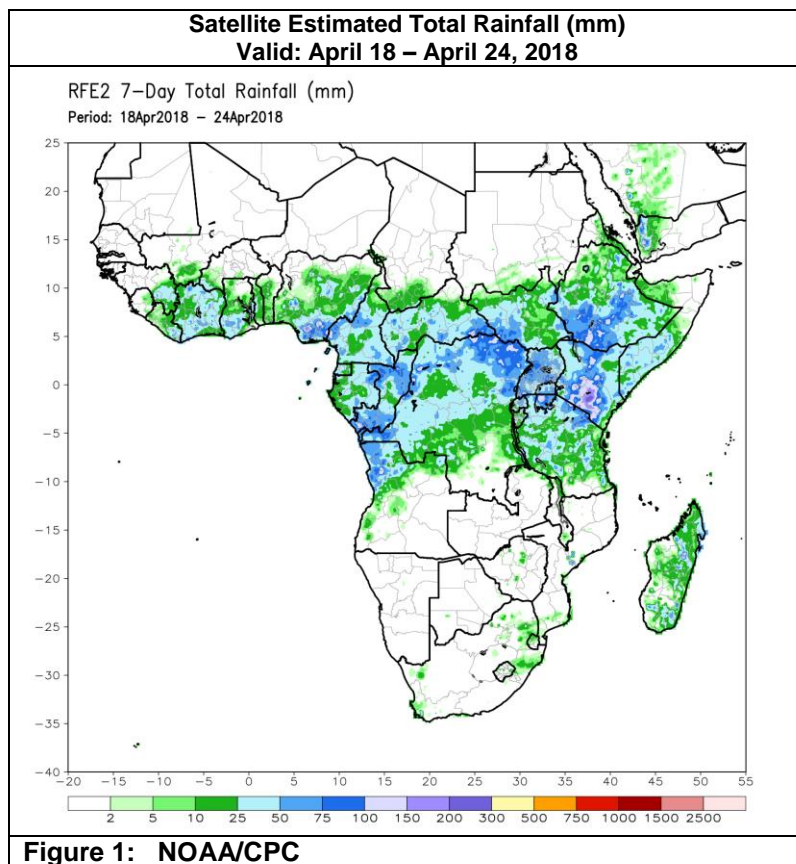 Satellite Estimated Total Rainfall (mm)
Valid: April 18 – April 24, 2018
RFE2 7-Day Total Rainfall (mm)
Period: 18Apr2018 - 24Apr2018
25
20
15
10
5
0
-5
-10
-15
-20
-25
-30
-35
-40
-20 -15 -10 -5 0 5 10 15 20 25 30 35 40 45 50 55
2 5 10 25 50 75 100 150 200 300 500 750 1000 1500 2500
Figure 1: NOAA/CPC